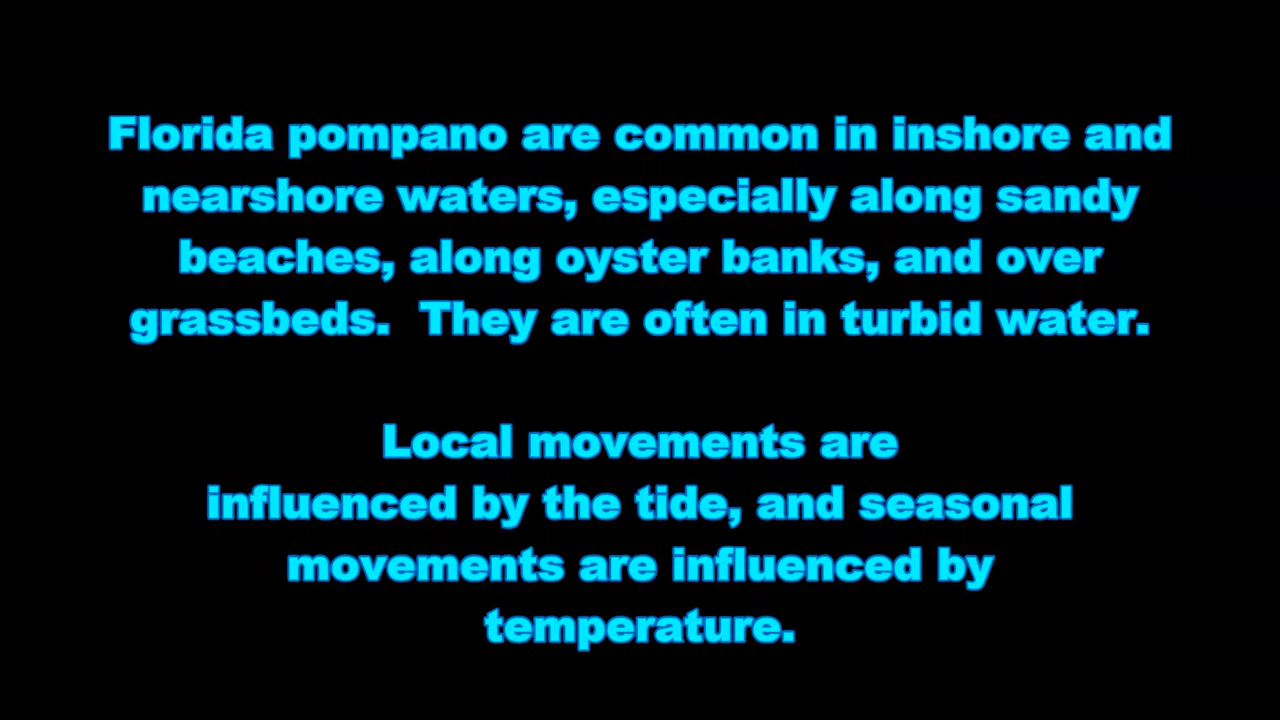 Florida pompano are common in inshore and
nearshore waters, especially along sandy
beaches, along oyster banks, and over
grassbeds.  They are often in turbid water.
Local movements are
influenced by the tide, and seasonal
movements are influenced by
temperature.